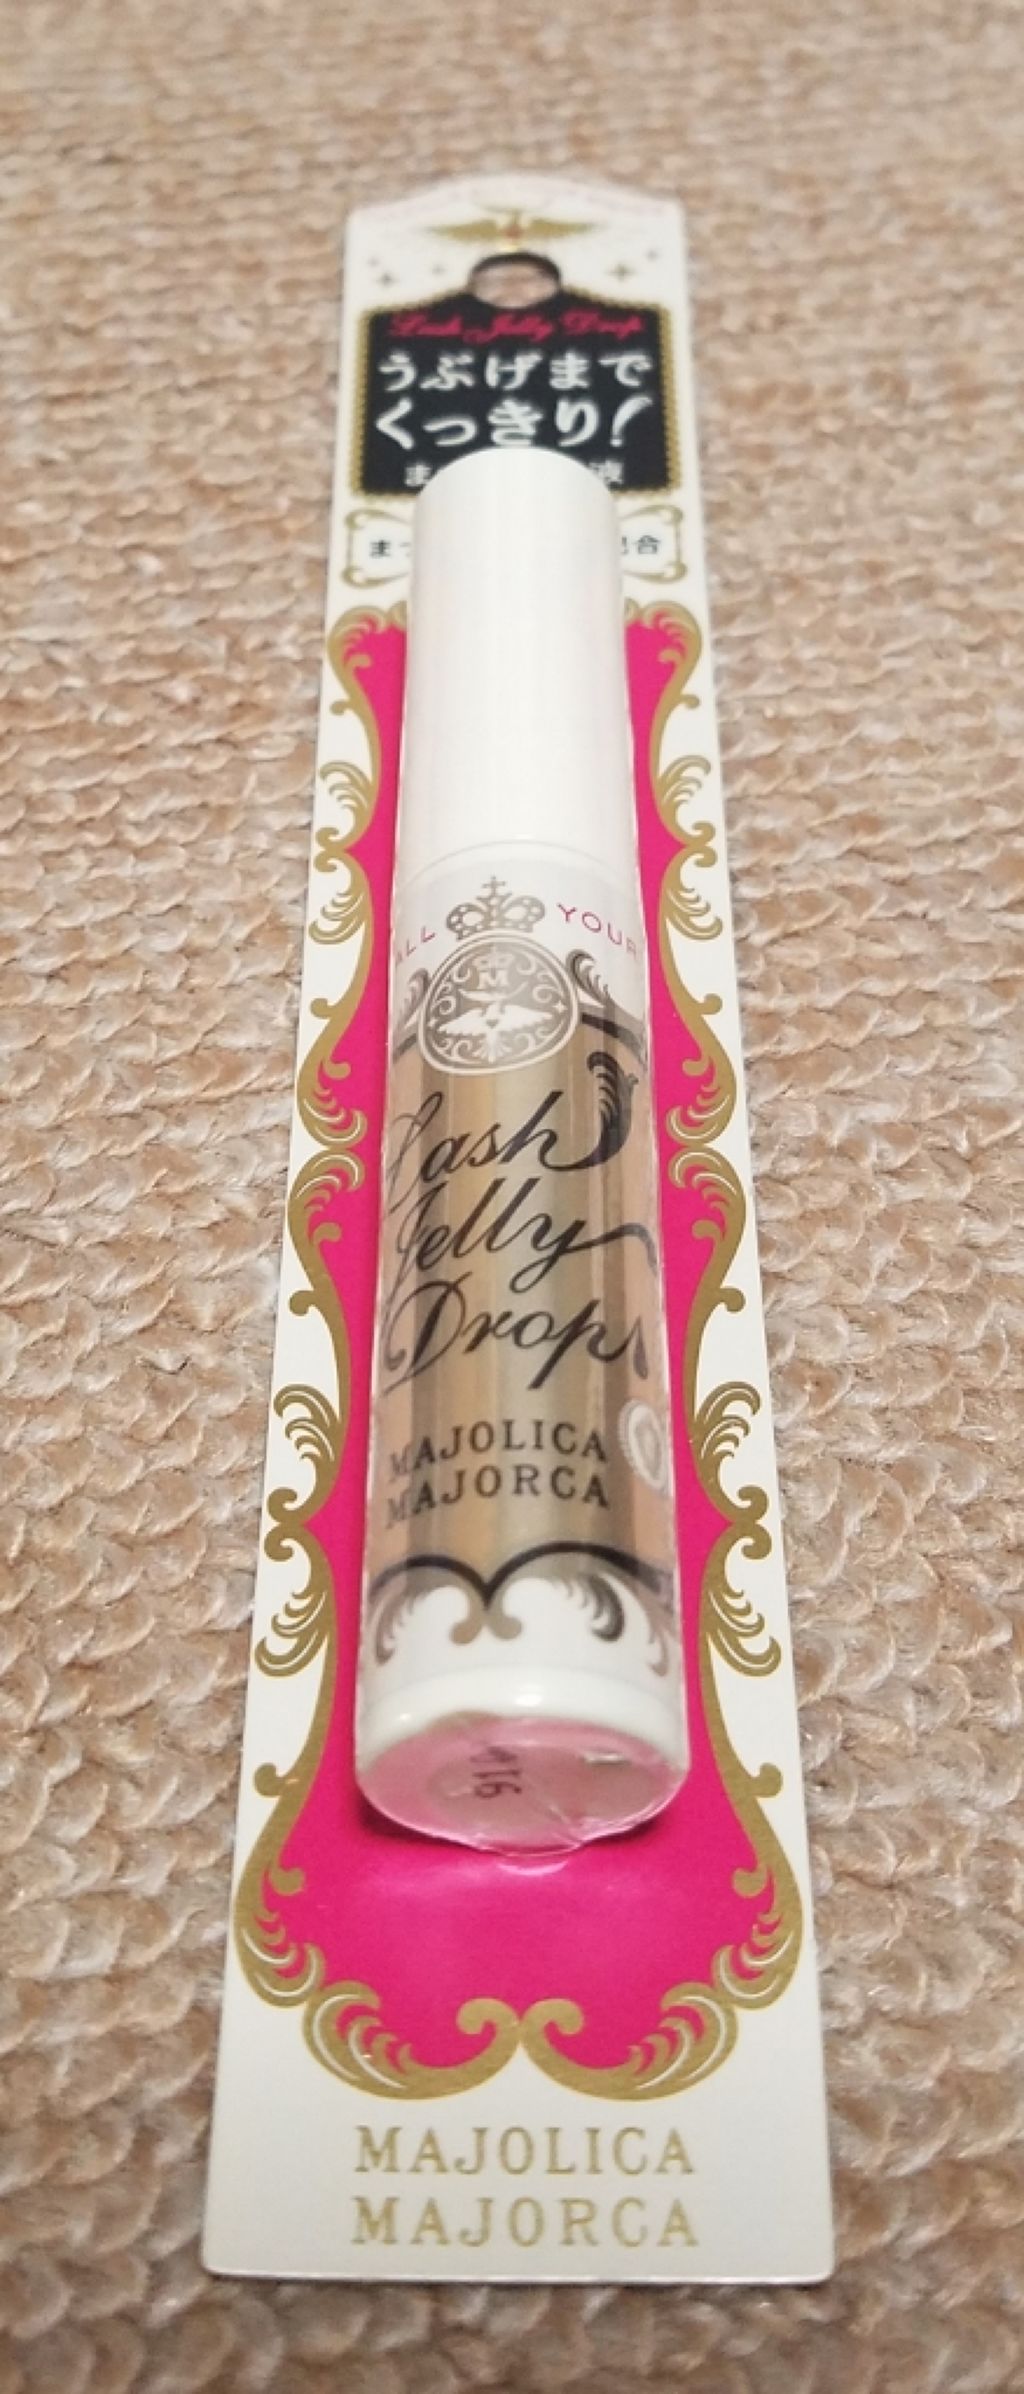 Lash Jelly Drop
うぶげまで
くっきり!
ALL YOUR
M
Lash
Jelly
Drop
MAJOLICA
MAJORCA
MAJOLICA
MAJORCA